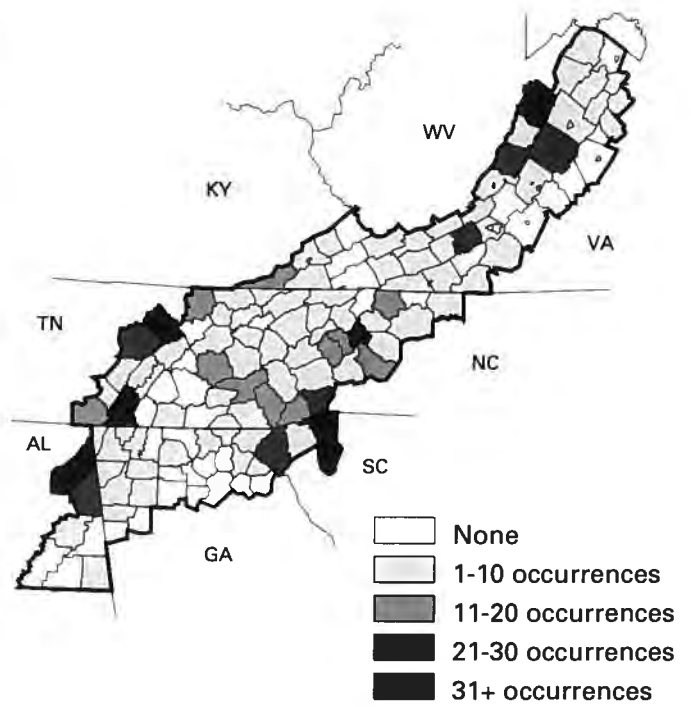 WV
KY
VA
TN
NC
AL
SC
GA
None
1-10 occurrences
11-20 occurrences
21-30 occurrences
31+ occurrences